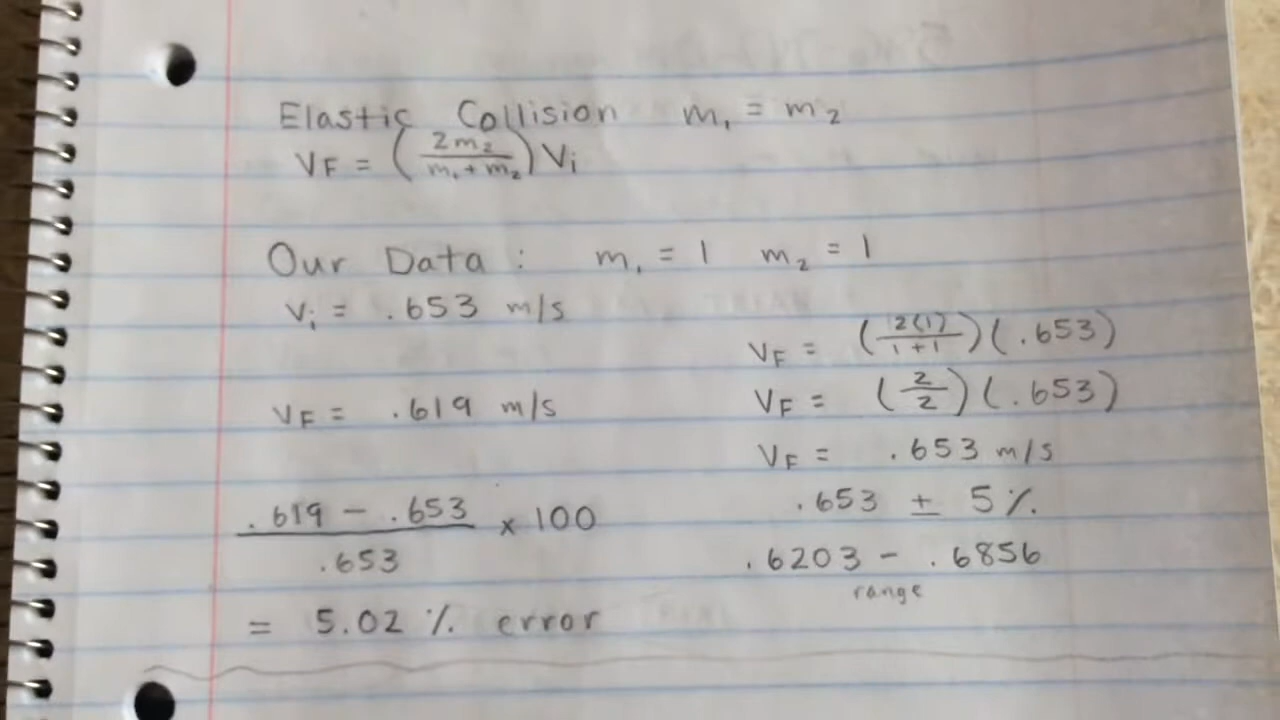 Elastic Collision m₁ = m₂
VF = (2m₂ / m₁ + m₂) Vi
Our Data : m₁ = 1 m₂ = 1
Vi = .653 m/s
VF = (2(1) / 1+1)(.653)
VF = .619 m/s
VF = (2/2)(.653)
VF = .653 m/s
.619 - .653 / .653 x 100
.653 ± 5%
= 5.02 % error
.6203 - .6856
range